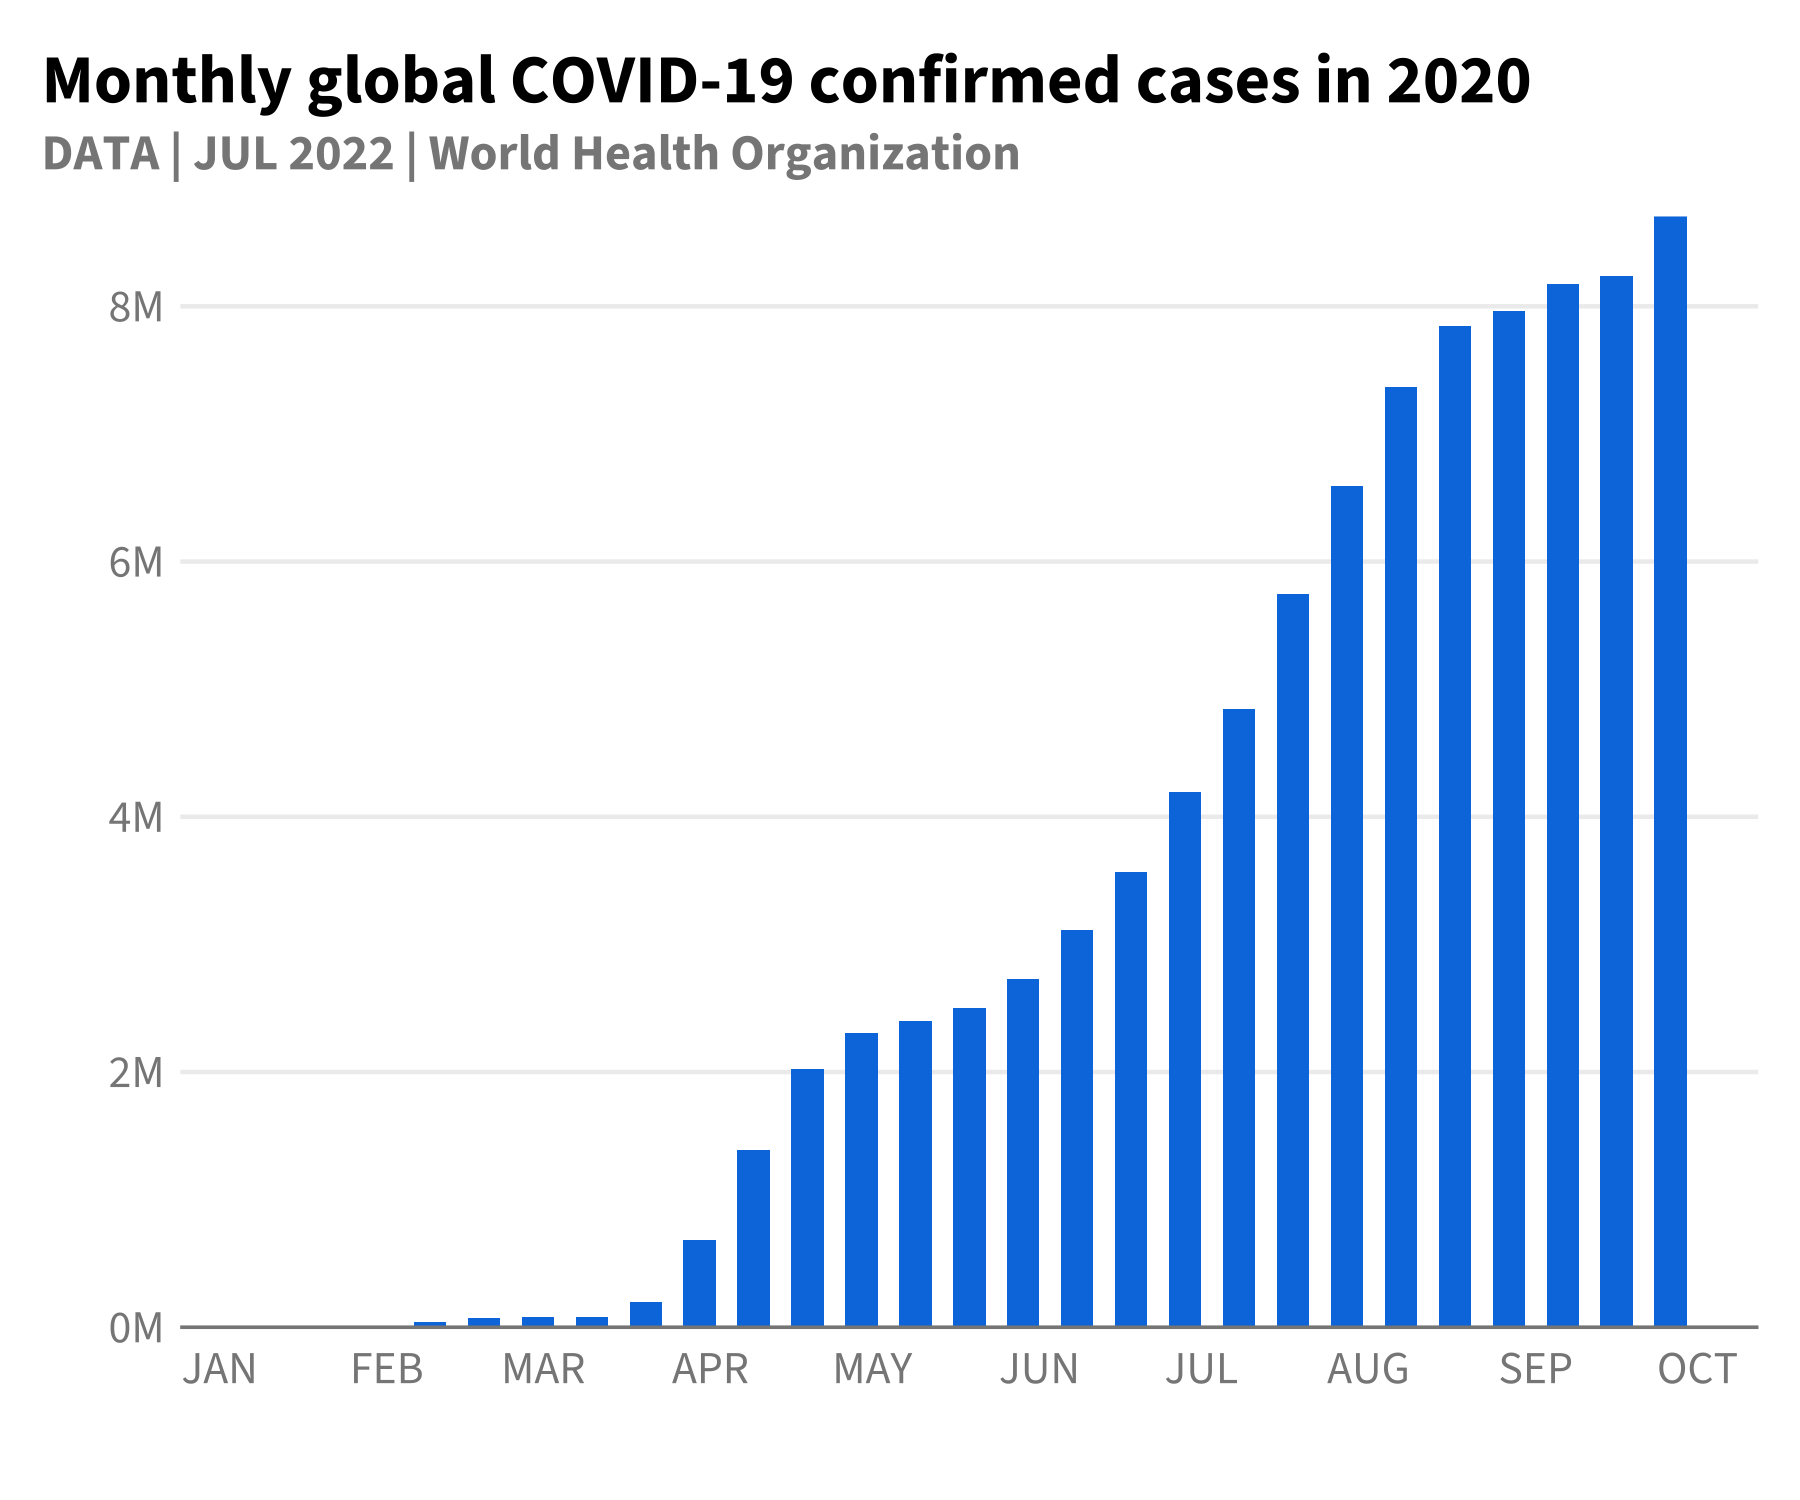 Monthly global COVID-19 confirmed cases in 2020
DATA | JUL 2022 | World Health Organization
8M
6M
4M
2M
0M
JAN FEB MAR APR MAY JUN JUL AUG SEP OCT